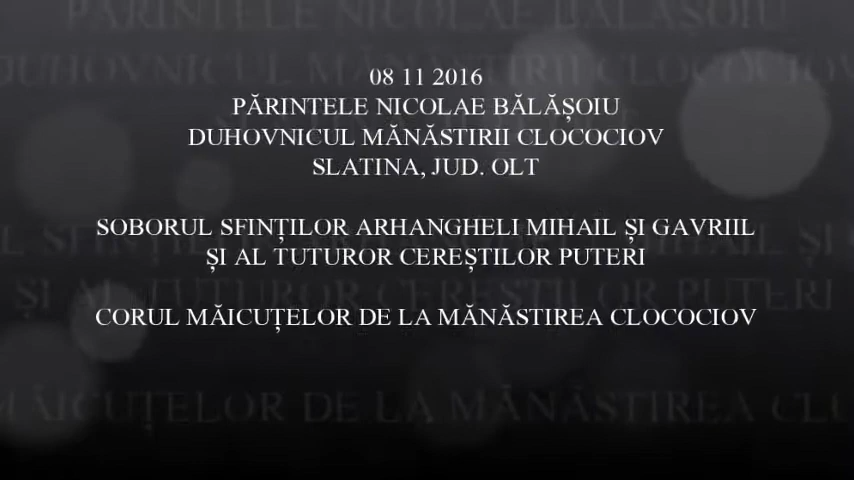 08 11 2016
PĂRINTELE NICOLAE BĂLĂȘOIU
DUHOVNICUL MĂNĂSTIRII CLOCOCIOV
SLATINA, JUD. OLT
SOBORUL SFINȚILOR ARHANGHELI MIHAIL ȘI GAVRIIL
ȘI AL TUTUROR CEREȘTILOR PUTERI
CORUL MĂICUȚELOR DE LA MĂNĂSTIREA CLOCOCIOV